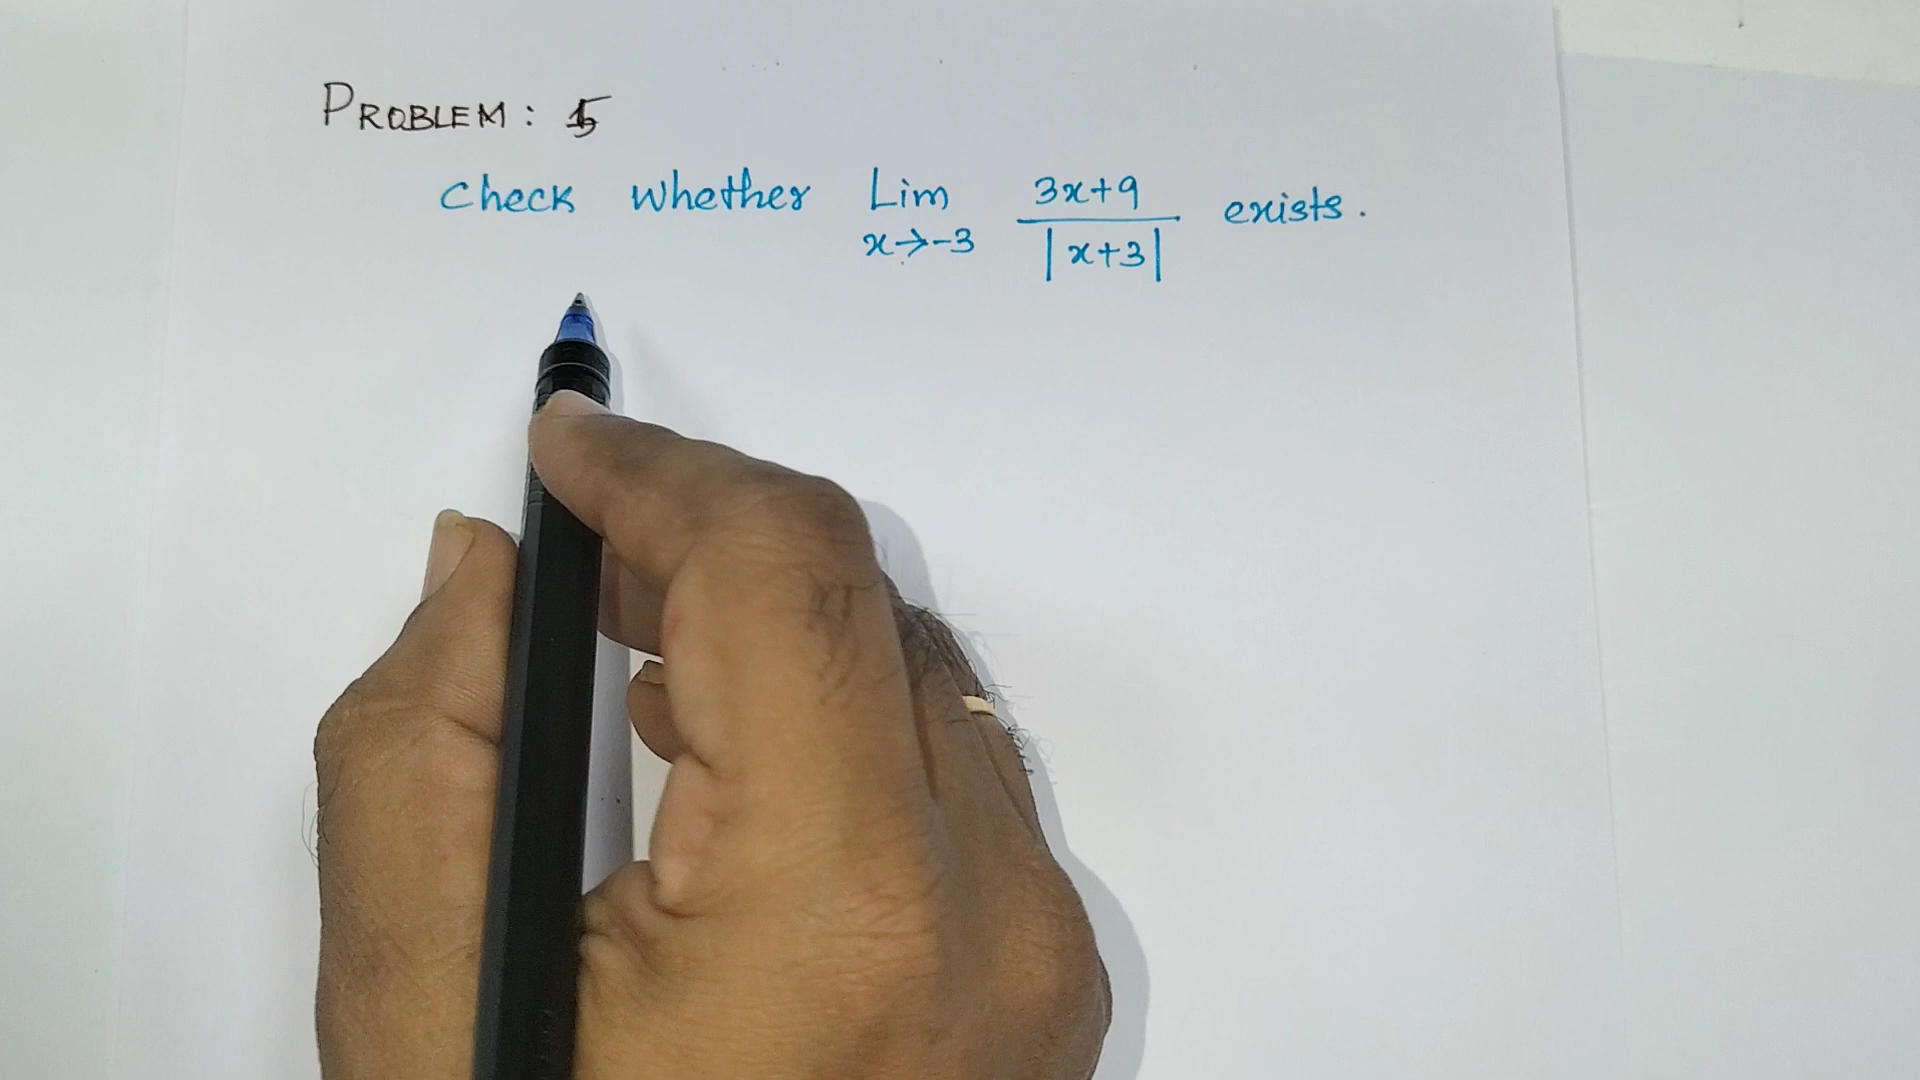 PROBLEM: 5
Check whether Lim x→-3 3x+9 / |x+3| exists.